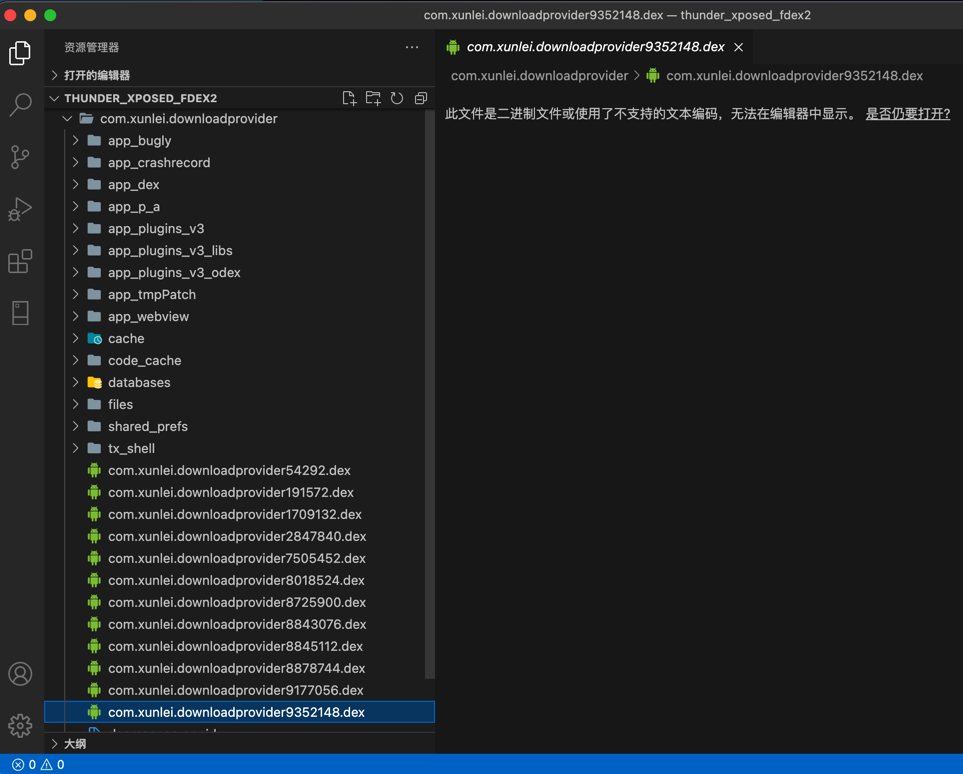 com.xunlei.downloadprovider9352148.dex — thunder_xposed_fdex2
资源管理器
com.xunlei.downloadprovider9352148.dex
打开的编辑器
com.xunlei.downloadprovider > com.xunlei.downloadprovider9352148.dex
THUNDER_XPOSED_FDEX2
com.xunlei.downloadprovider
此文件是二进制文件或使用了不支持的文本编码，无法在编辑器中显示。 是否仍要打开?
app_bugly
app_crashrecord
app_dex
app_p_a
app_plugins_v3
app_plugins_v3_libs
app_plugins_v3_odex
app_tmpPatch
app_webview
cache
code_cache
databases
files
shared_prefs
tx_shell
com.xunlei.downloadprovider54292.dex
com.xunlei.downloadprovider191572.dex
com.xunlei.downloadprovider1709132.dex
com.xunlei.downloadprovider2847840.dex
com.xunlei.downloadprovider7505452.dex
com.xunlei.downloadprovider8018524.dex
com.xunlei.downloadprovider8725900.dex
com.xunlei.downloadprovider8843076.dex
com.xunlei.downloadprovider8845112.dex
com.xunlei.downloadprovider8878744.dex
com.xunlei.downloadprovider9177056.dex
com.xunlei.downloadprovider9352148.dex
大纲
0 0